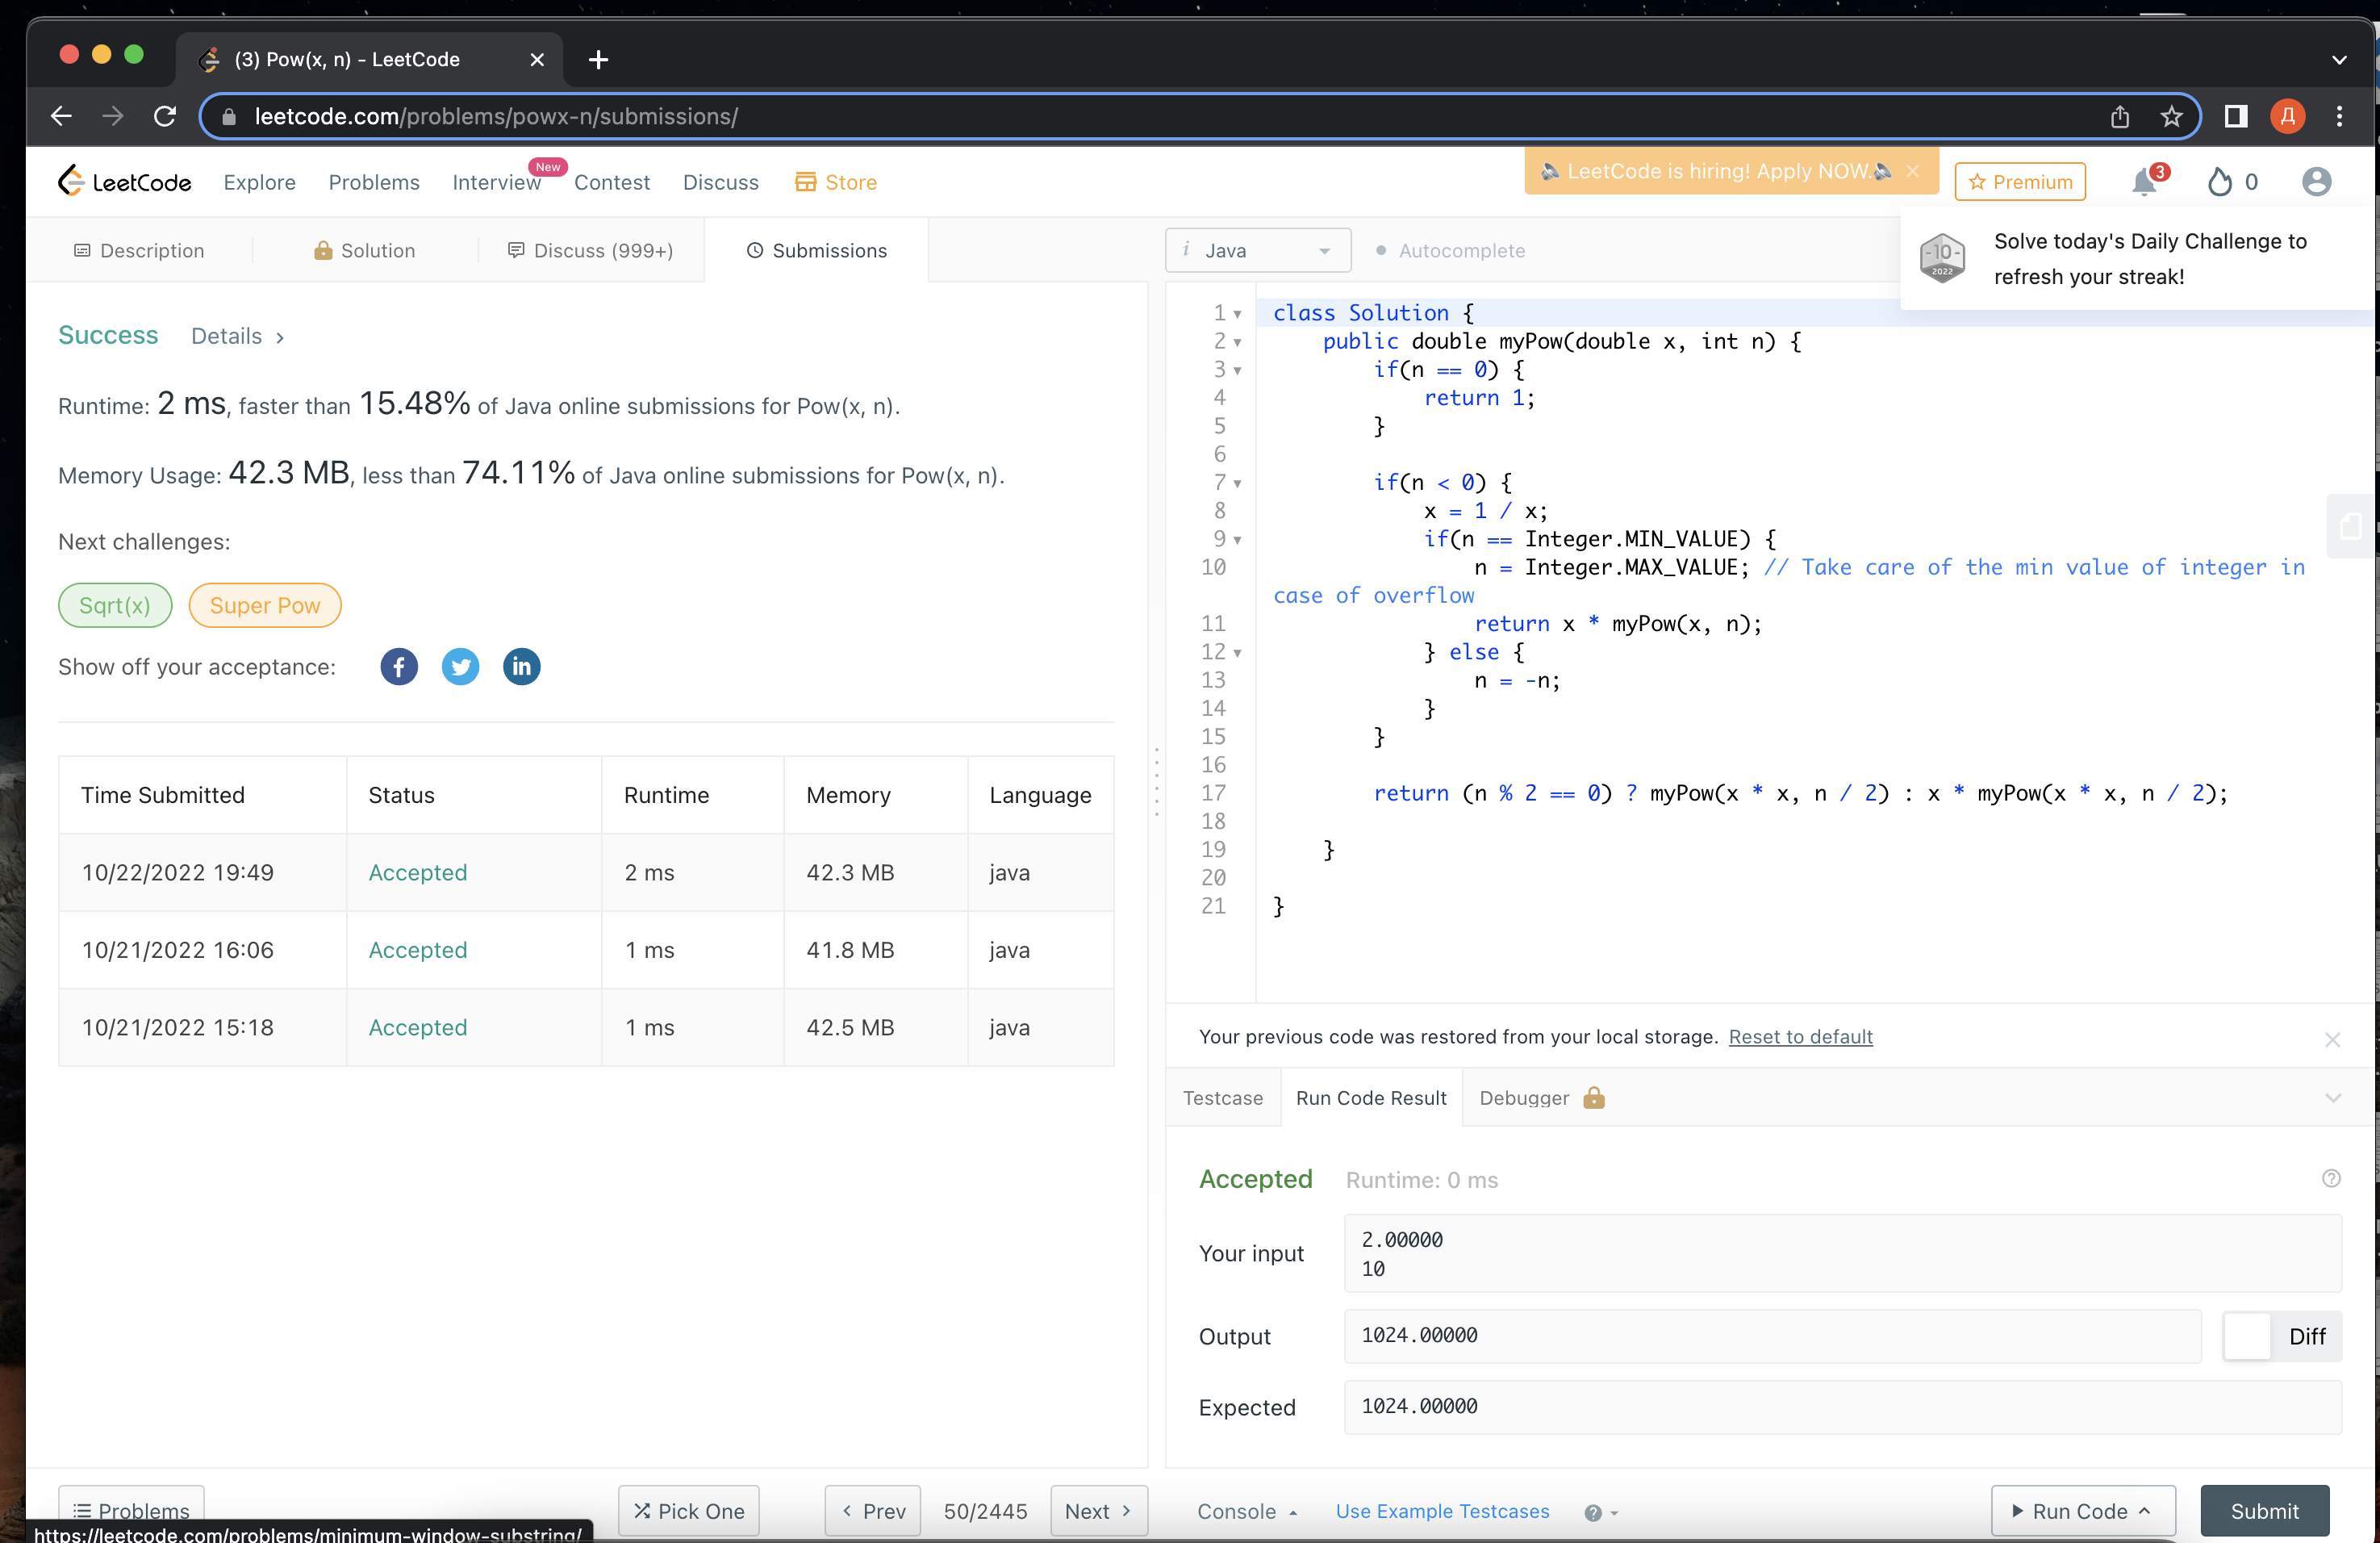 (3) Pow(x, n) - LeetCode
leetcode.com/problems/powx-n/submissions/
Д
LeetCode
Explore
Problems
Interview
New
Contest
Discuss
Store
LeetCode is hiring! Apply NOW.
Premium
3
0
Description
Solution
Discuss (999+)
Submissions
i Java
Autocomplete
-10-
2022
Solve today's Daily Challenge to
refresh your streak!
Success
Details
Runtime: 2 ms, faster than 15.48% of Java online submissions for Pow(x, n).
Memory Usage: 42.3 MB, less than 74.11% of Java online submissions for Pow(x, n).
Next challenges:
Sqrt(x)
Super Pow
Show off your acceptance:
Time Submitted Status Runtime Memory Language
10/22/2022 19:49 Accepted 2 ms 42.3 MB java
10/21/2022 16:06 Accepted 1 ms 41.8 MB java
10/21/2022 15:18 Accepted 1 ms 42.5 MB java
1 class Solution {
2 public double myPow(double x, int n) {
3 if(n == 0) {
4 return 1;
5 }
6
7 if(n < 0) {
8 x = 1 / x;
9 if(n == Integer.MIN_VALUE) {
10 n = Integer.MAX_VALUE; // Take care of the min value of integer in
case of overflow
11 return x * myPow(x, n);
12 } else {
13 n = -n;
14 }
15 }
16
17 return (n % 2 == 0) ? myPow(x * x, n / 2) : x * myPow(x * x, n / 2);
18
19 }
20
21 }
Your previous code was restored from your local storage. Reset to default
Testcase
Run Code Result
Debugger
Accepted
Runtime: 0 ms
Your input
2.00000
10
Output
1024.00000
Diff
Expected
1024.00000
Problems
Pick One
Prev
50/2445
Next
Console
Use Example Testcases
Run Code
Submit
https://leetcode.com/problems/minimum-window-substring/